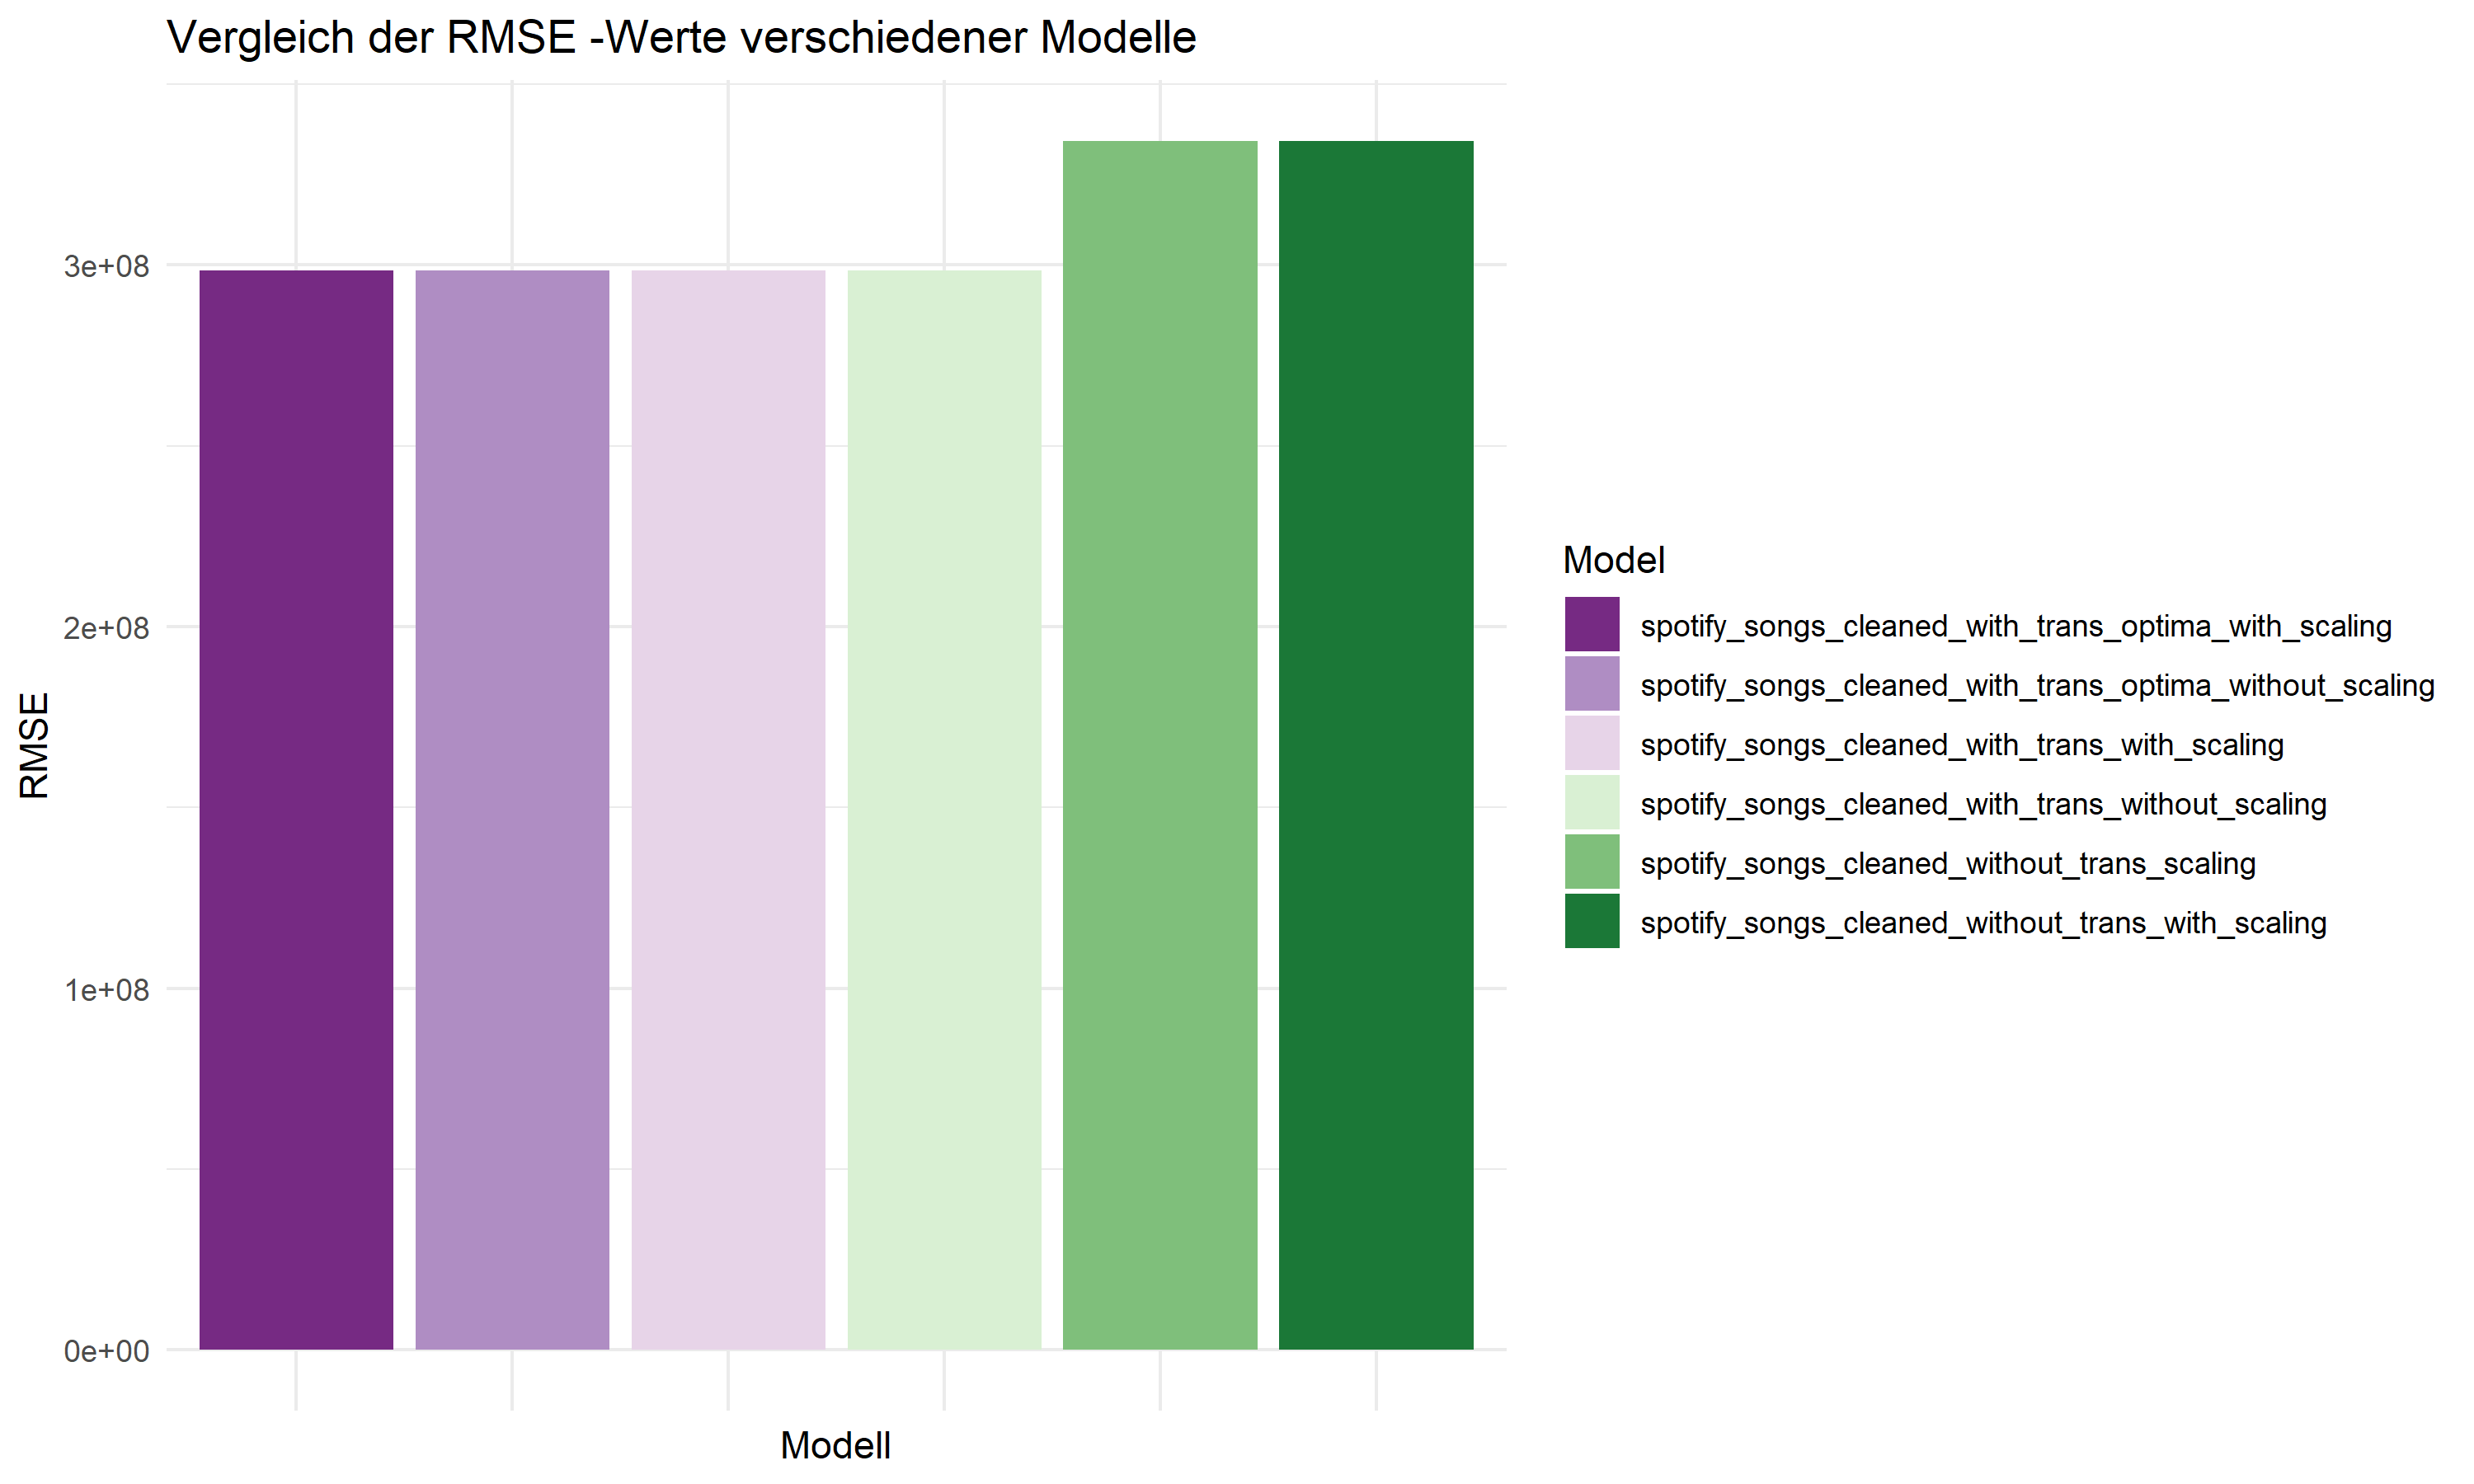 Vergleich der RMSE -Werte verschiedener Modelle
3e+08
2e+08
1e+08
0e+00
RMSE
Modell
Model
spotify_songs_cleaned_with_trans_optima_with_scaling
spotify_songs_cleaned_with_trans_optima_without_scaling
spotify_songs_cleaned_with_trans_with_scaling
spotify_songs_cleaned_with_trans_without_scaling
spotify_songs_cleaned_without_trans_scaling
spotify_songs_cleaned_without_trans_with_scaling